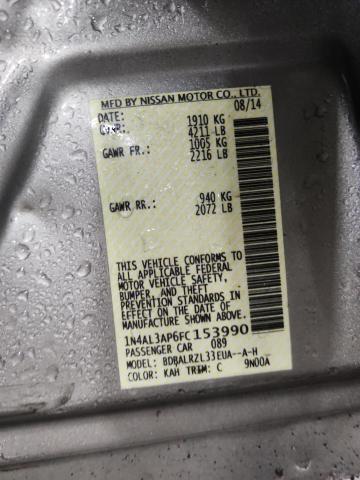 MFD BY NISSAN MOTOR CO., LTD.
DATE: 08/14
GVWR: 1910 KG
4211 LB
GAWR FR.: 1005 KG
2216 LB
GAWR RR.: 940 KG
2072 LB
THIS VEHICLE CONFORMS TO
ALL APPLICABLE FEDERAL
MOTOR VEHICLE SAFETY,
BUMPER, AND THEFT
PREVENTION STANDARDS IN
EFFECT ON THE DATE OF
MANUFACTURE SHOWN ABOVE.
1N4AL3AP6FC153990
PASSENGER CAR 089
MODEL: BDBALRZL33EUA--A-H
COLOR: KAH TRIM: C 9N00A